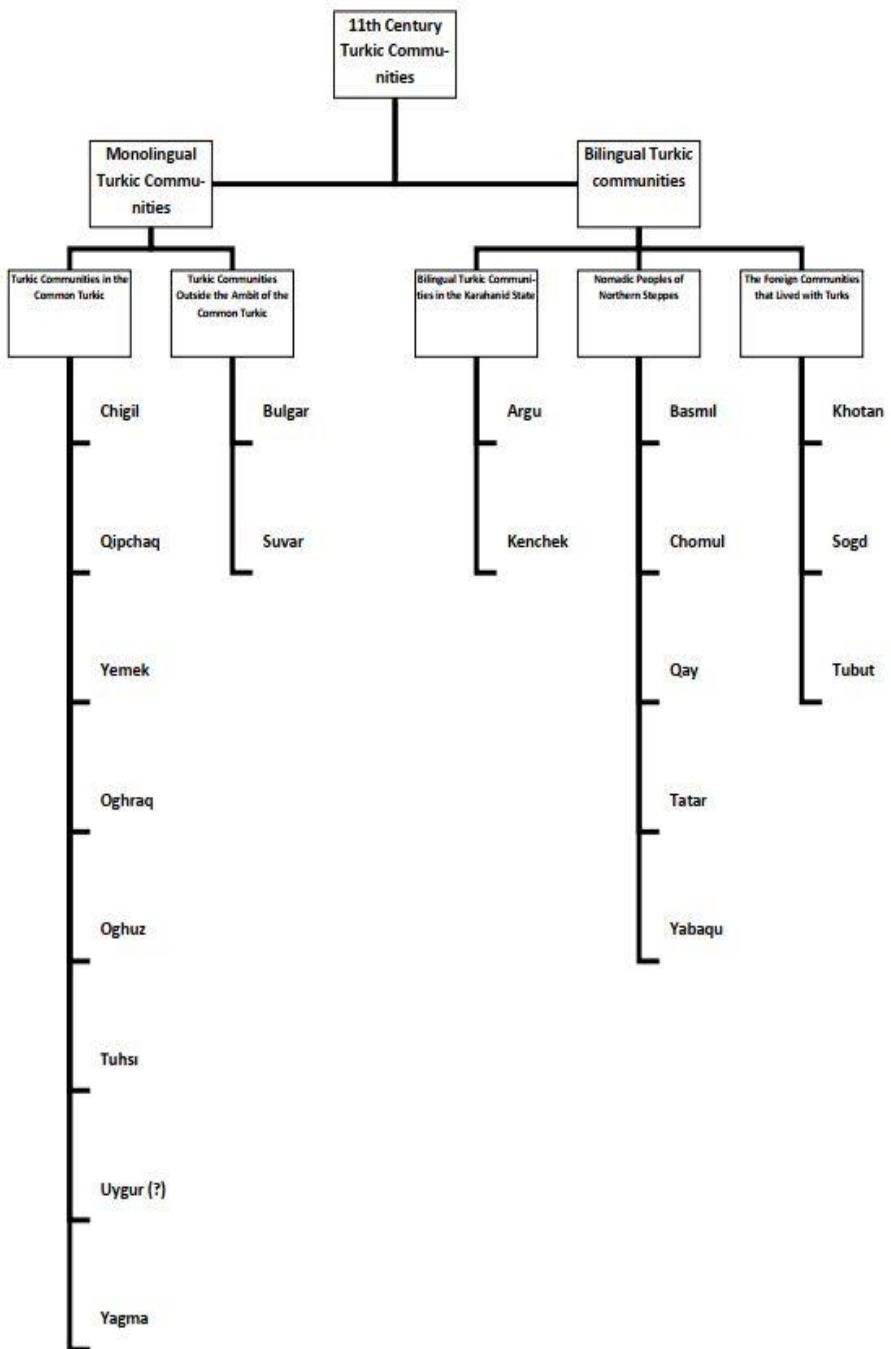 11th Century
Turkic Commu-
nities
Monolingual
Turkic Commu-
nities
Bilingual Turkic
communities
Turkic Communities in the
Common Turkic
Turkic Communities
Outside the Ambit of the
Common Turkic
Bilingual Turkic Communi-
ties in the Karahanid State
Nomadic Peoples of
Northern Steppes
The Foreign Communities
that Lived with Turks
Chigil
Qipchaq
Yemek
Oghraq
Oghuz
Tuhsı
Uygur (?)
Yagma
Bulgar
Suvar
Argu
Kenchek
Basmıl
Chomul
Qay
Tatar
Yabaqu
Khotan
Sogd
Tubut